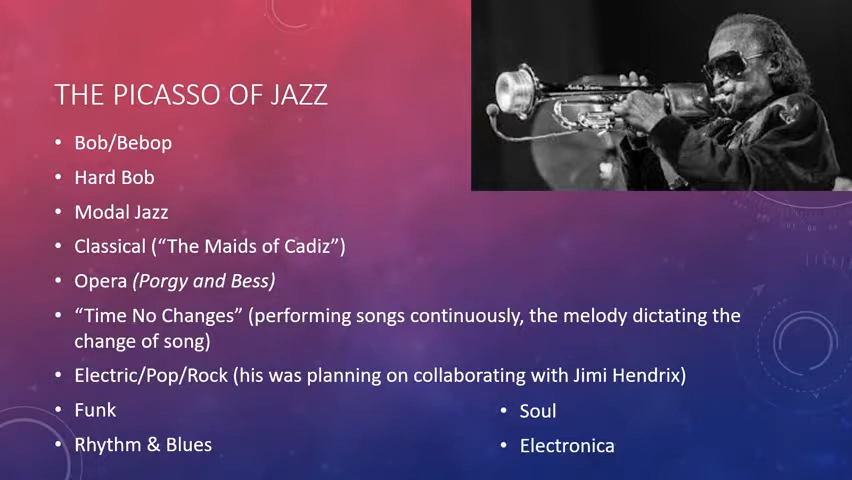 THE PICASSO OF JAZZ
• Bob/Bebop
• Hard Bob
• Modal Jazz
• Classical (“The Maids of Cadiz”)
• Opera (Porgy and Bess)
• “Time No Changes” (performing songs continuously, the melody dictating the
change of song)
• Electric/Pop/Rock (his was planning on collaborating with Jimi Hendrix)
• Funk
• Rhythm & Blues
• Soul
• Electronica